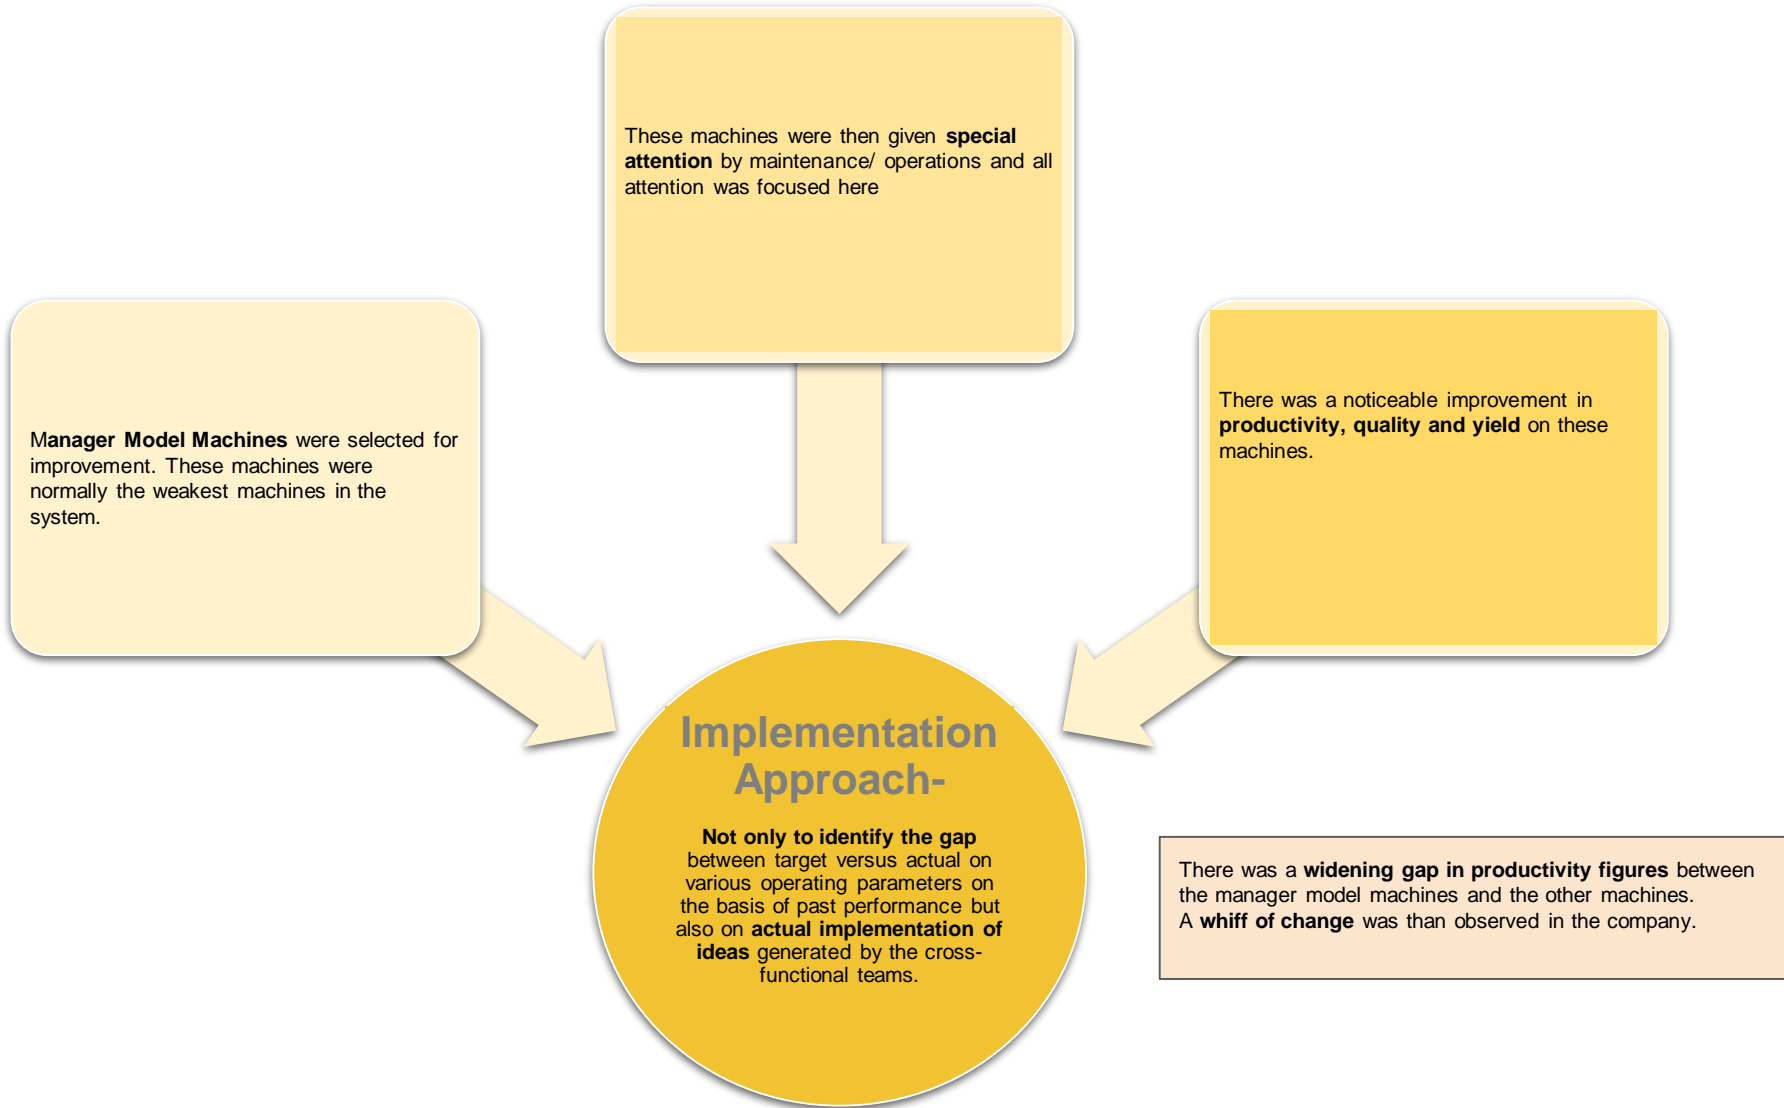 These machines were then given special
attention by maintenance/ operations and all
attention was focused here
Manager Model Machines were selected for
improvement. These machines were
normally the weakest machines in the
system.
There was a noticeable improvement in
productivity, quality and yield on these
machines.
Implementation
Approach-
Not only to identify the gap
between target versus actual on
various operating parameters on
the basis of past performance but
also on actual implementation of
ideas generated by the cross-
functional teams.
There was a widening gap in productivity figures between
the manager model machines and the other machines.
A whiff of change was than observed in the company.